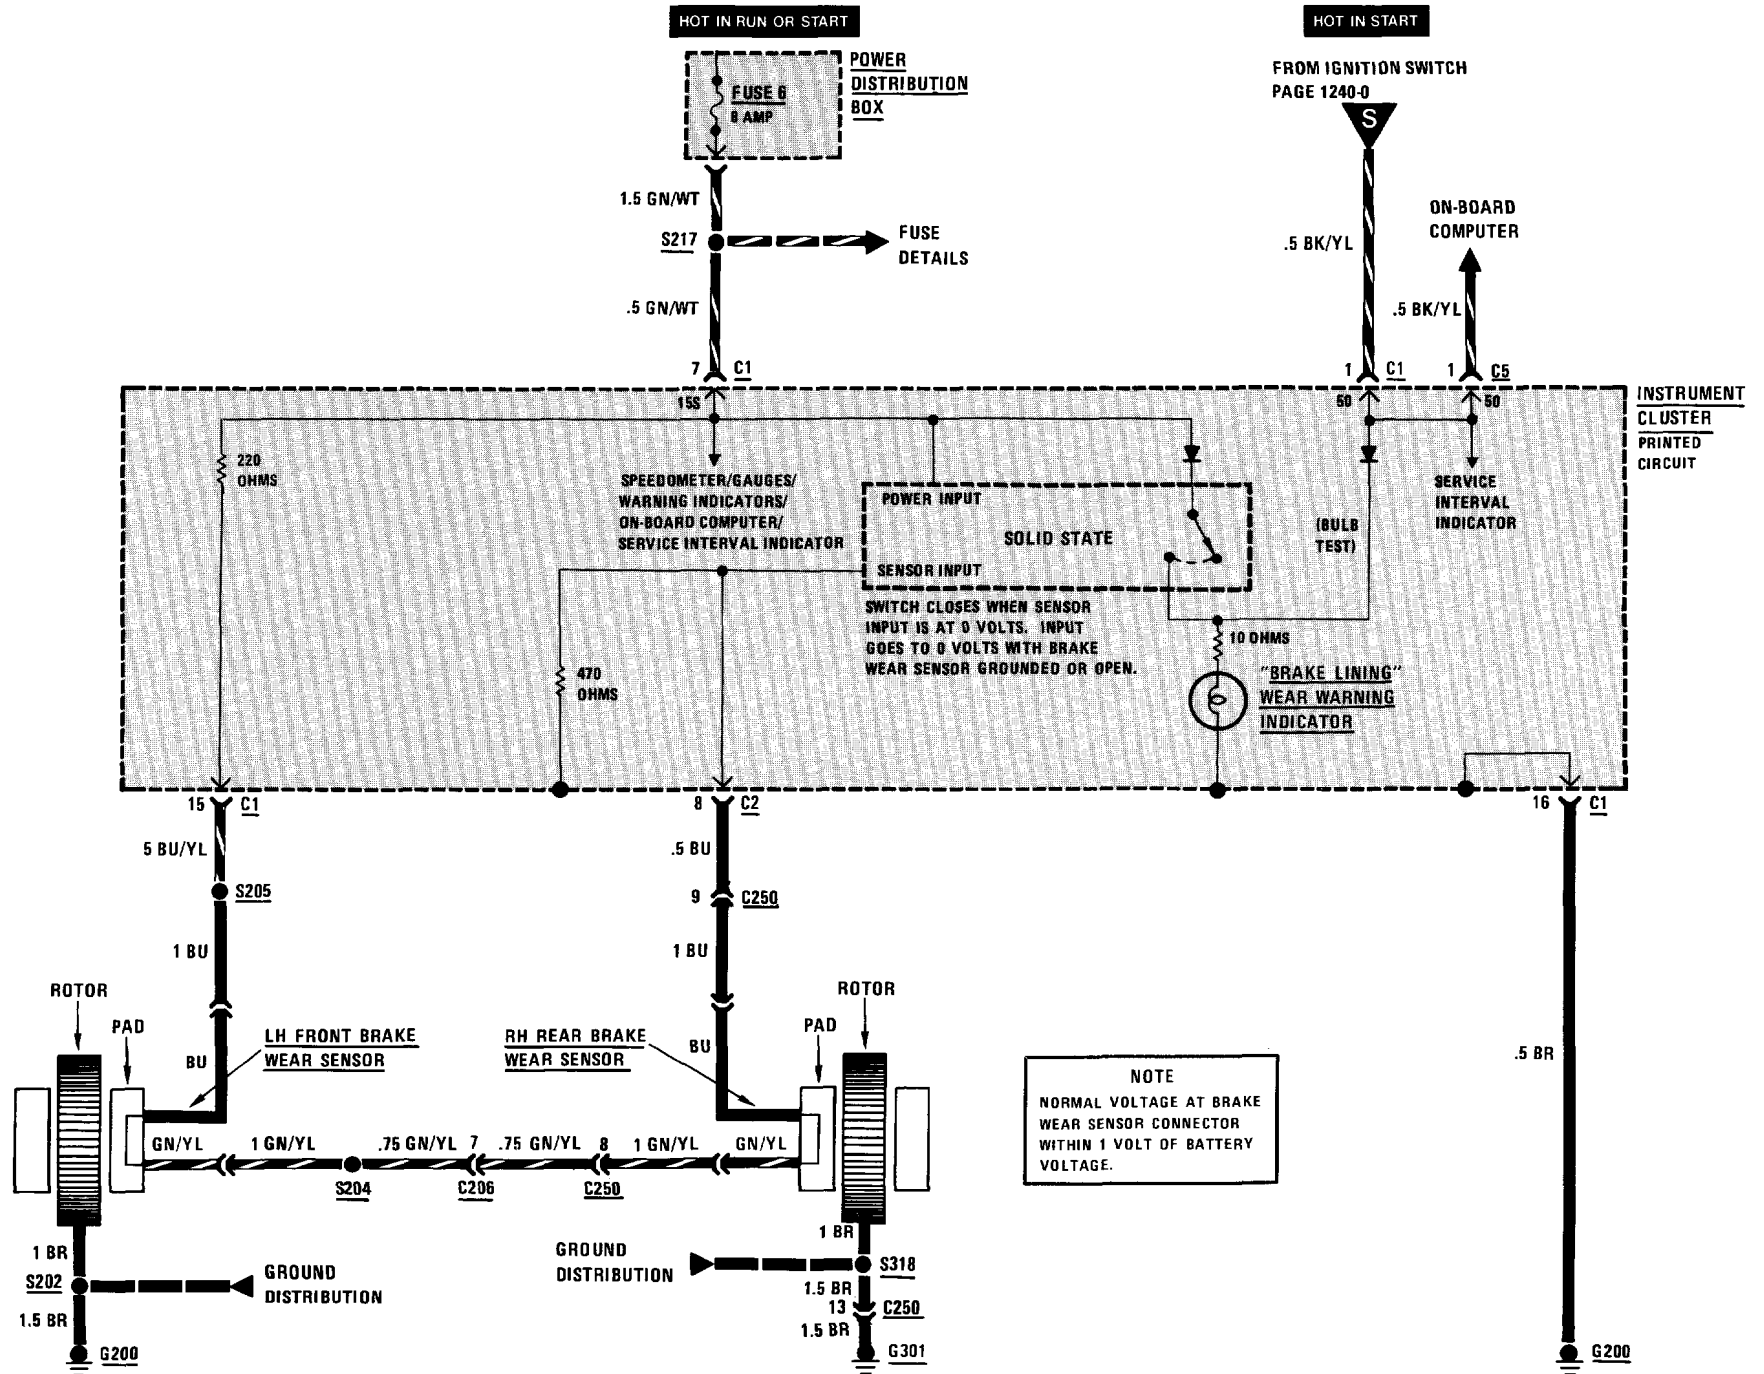 HOT IN RUN OR START
HOT IN START
POWER
DISTRIBUTION
BOX
FUSE 6
8 AMP
FROM IGNITION SWITCH
PAGE 1240-0
S
1.5 GN/WT
S217
FUSE
DETAILS
.5 GN/WT
.5 BK/YL
ON-BOARD
COMPUTER
.5 BK/YL
7 C1
1 C1
1 C5
15S
50
50
INSTRUMENT
CLUSTER
PRINTED
CIRCUIT
220
OHMS
SPEEDOMETER/GAUGES/
WARNING INDICATORS/
ON-BOARD COMPUTER/
SERVICE INTERVAL INDICATOR
POWER INPUT
SOLID STATE
SENSOR INPUT
(BULB
TEST)
SERVICE
INTERVAL
INDICATOR
SWITCH CLOSES WHEN SENSOR
INPUT IS AT 0 VOLTS. INPUT
GOES TO 0 VOLTS WITH BRAKE
WEAR SENSOR GROUNDED OR OPEN.
470
OHMS
10 OHMS
"BRAKE LINING"
WEAR WARNING
INDICATOR
15 C1
8 C2
16 C1
5 BU/YL
S205
1 BU
.5 BU
9 C250
1 BU
ROTOR
PAD
BU
LH FRONT BRAKE
WEAR SENSOR
RH REAR BRAKE
WEAR SENSOR
BU
PAD
ROTOR
GN/YL
1 GN/YL
S204
.75 GN/YL
7
C206
.75 GN/YL
8
C250
1 GN/YL
GN/YL
NOTE
NORMAL VOLTAGE AT BRAKE
WEAR SENSOR CONNECTOR
WITHIN 1 VOLT OF BATTERY
VOLTAGE.
.5 BR
1 BR
S202
GROUND
DISTRIBUTION
1.5 BR
G200
GROUND
DISTRIBUTION
1 BR
S318
1.5 BR
13 C250
1.5 BR
G301
G200